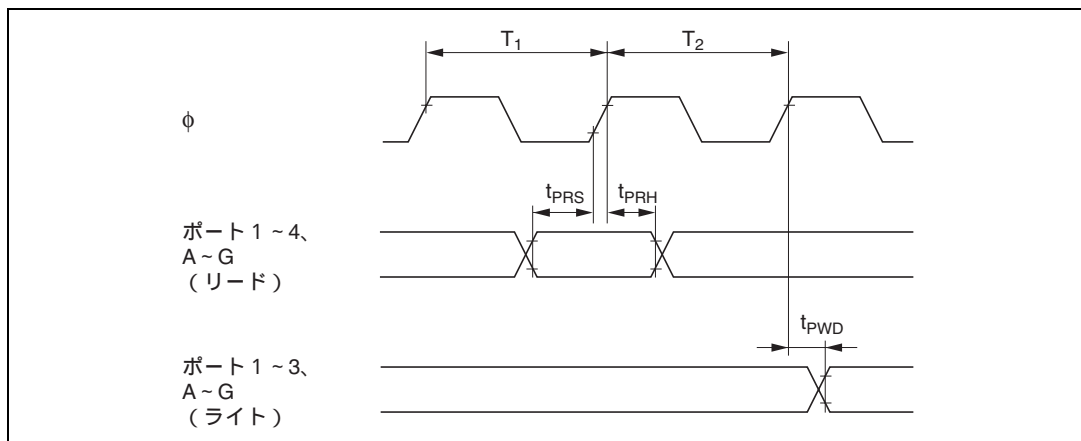 T1 T2
φ
tPRS tPRH
ポート1~4、
A~G
(リード)
tPWD
ポート1~3、
A~G
(ライト)